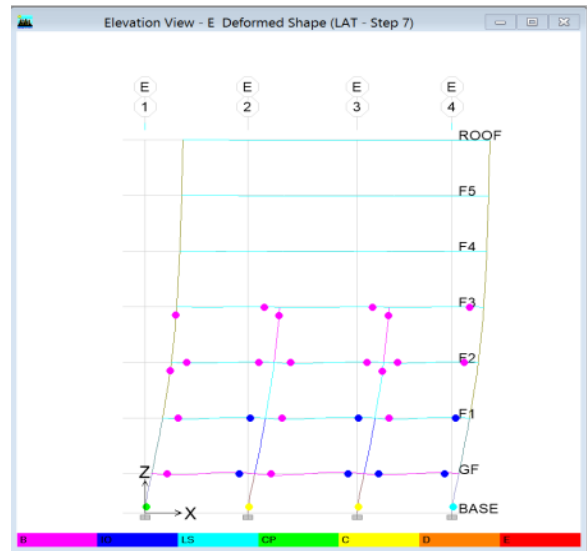 Elevation View - E Deformed Shape (LAT - Step 7)
E E E E
1 2 3 4
ROOF
F5
F4
F3
F2
F1
GF
Z
X
BASE
B IO LS CP C D E